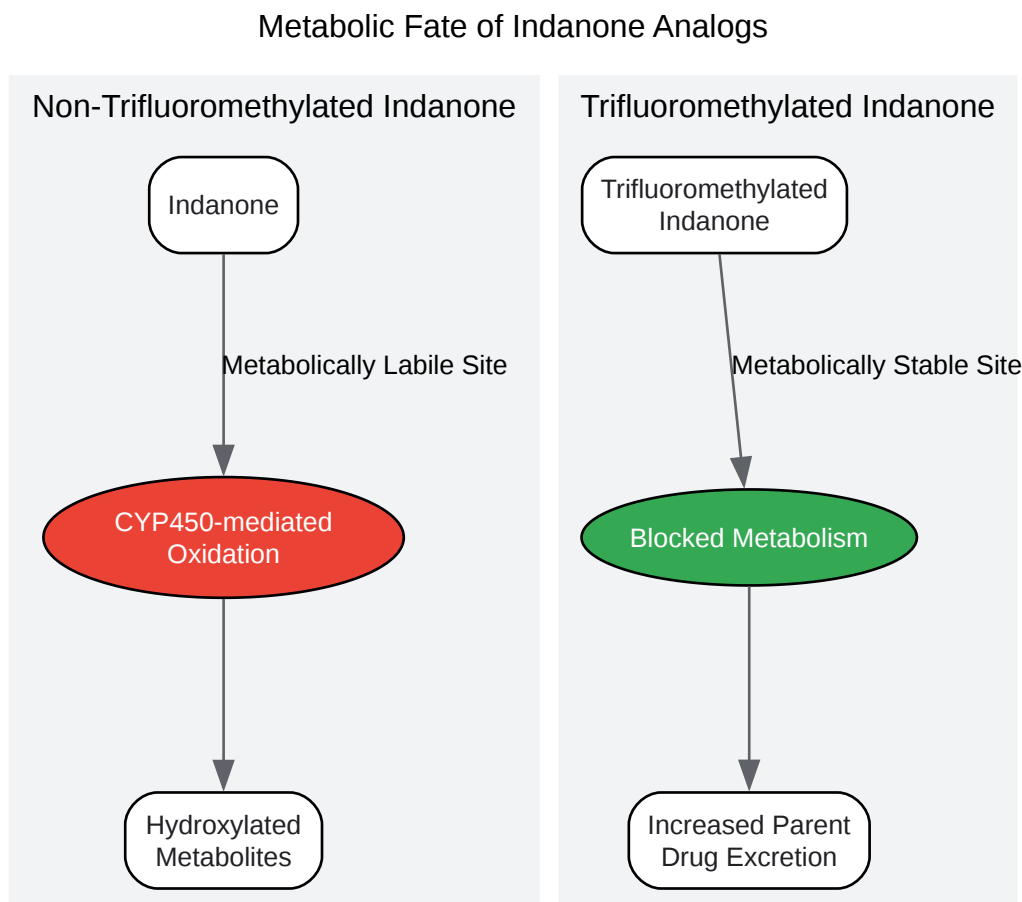 Metabolic Fate of Indanone Analogs
Non-Trifluoromethylated Indanone
Indanone
Metabolically Labile Site
CYP450-mediated
Oxidation
Hydroxylated
Metabolites
Trifluoromethylated Indanone
Trifluoromethylated
Indanone
Metabolically Stable Site
Blocked Metabolism
Increased Parent
Drug Excretion